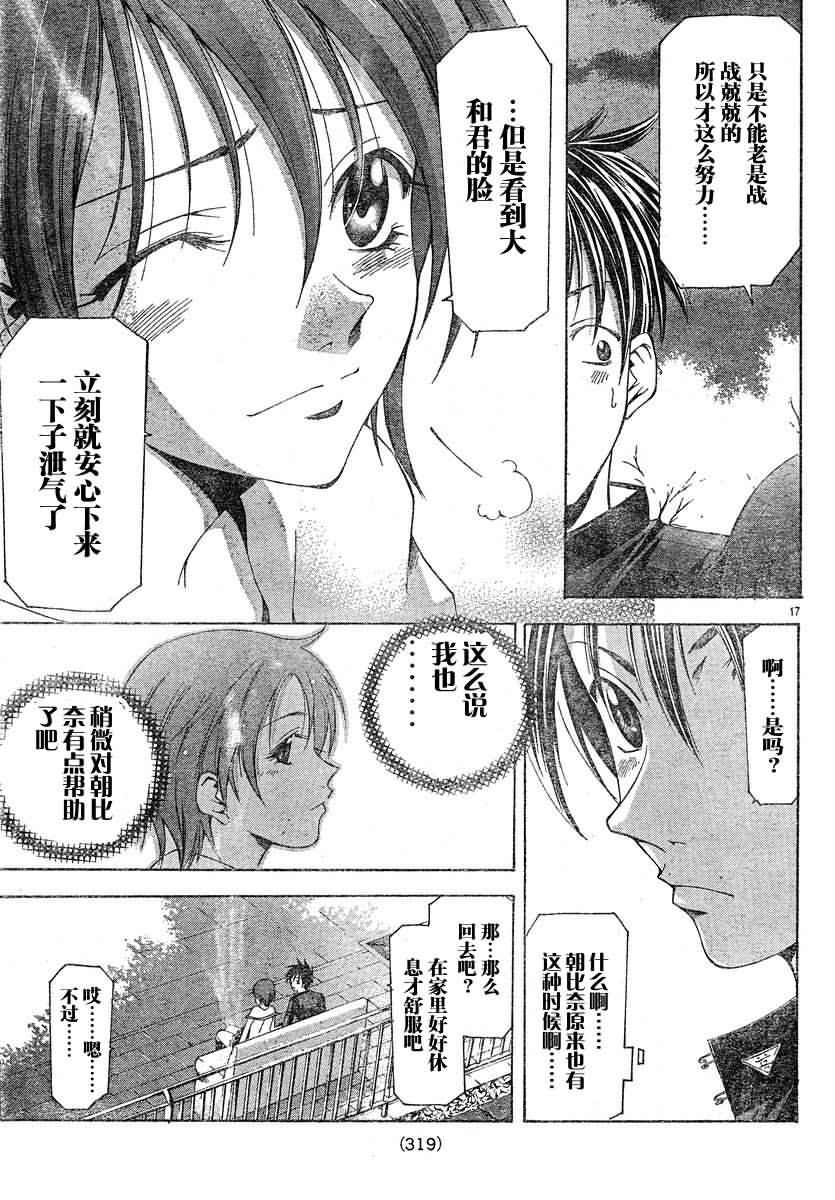 只是不能老是战
战兢兢的
所以才这么努力……
…但是看到大
和君的脸
立刻就安心下来
一下子泄气了
17
啊……是吗？
什么啊……
朝比奈原来也有
这种时候啊……
这么说
我也
………
稍微对朝比
奈有点帮助
了吧
那…那么
回去吧？
在家里好好休
息才舒服吧
哎……嗯……
不过……
(319)